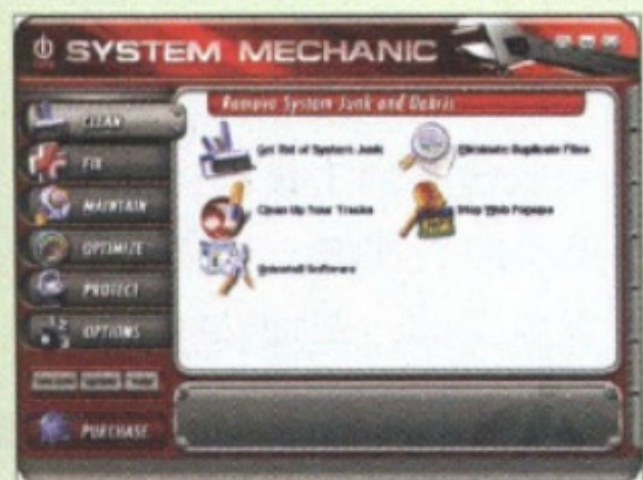 SYSTEM MECHANIC
Remove System Junk and Debris
CLEAN
Get Rid of System Junk
Eliminate Duplicate Files
FIX
MAINTAIN
Clean Up Your Tracks
Stop Web Popups
OPTIMIZE
Uninstall Software
PROTECT
OPTIONS
PURCHASE